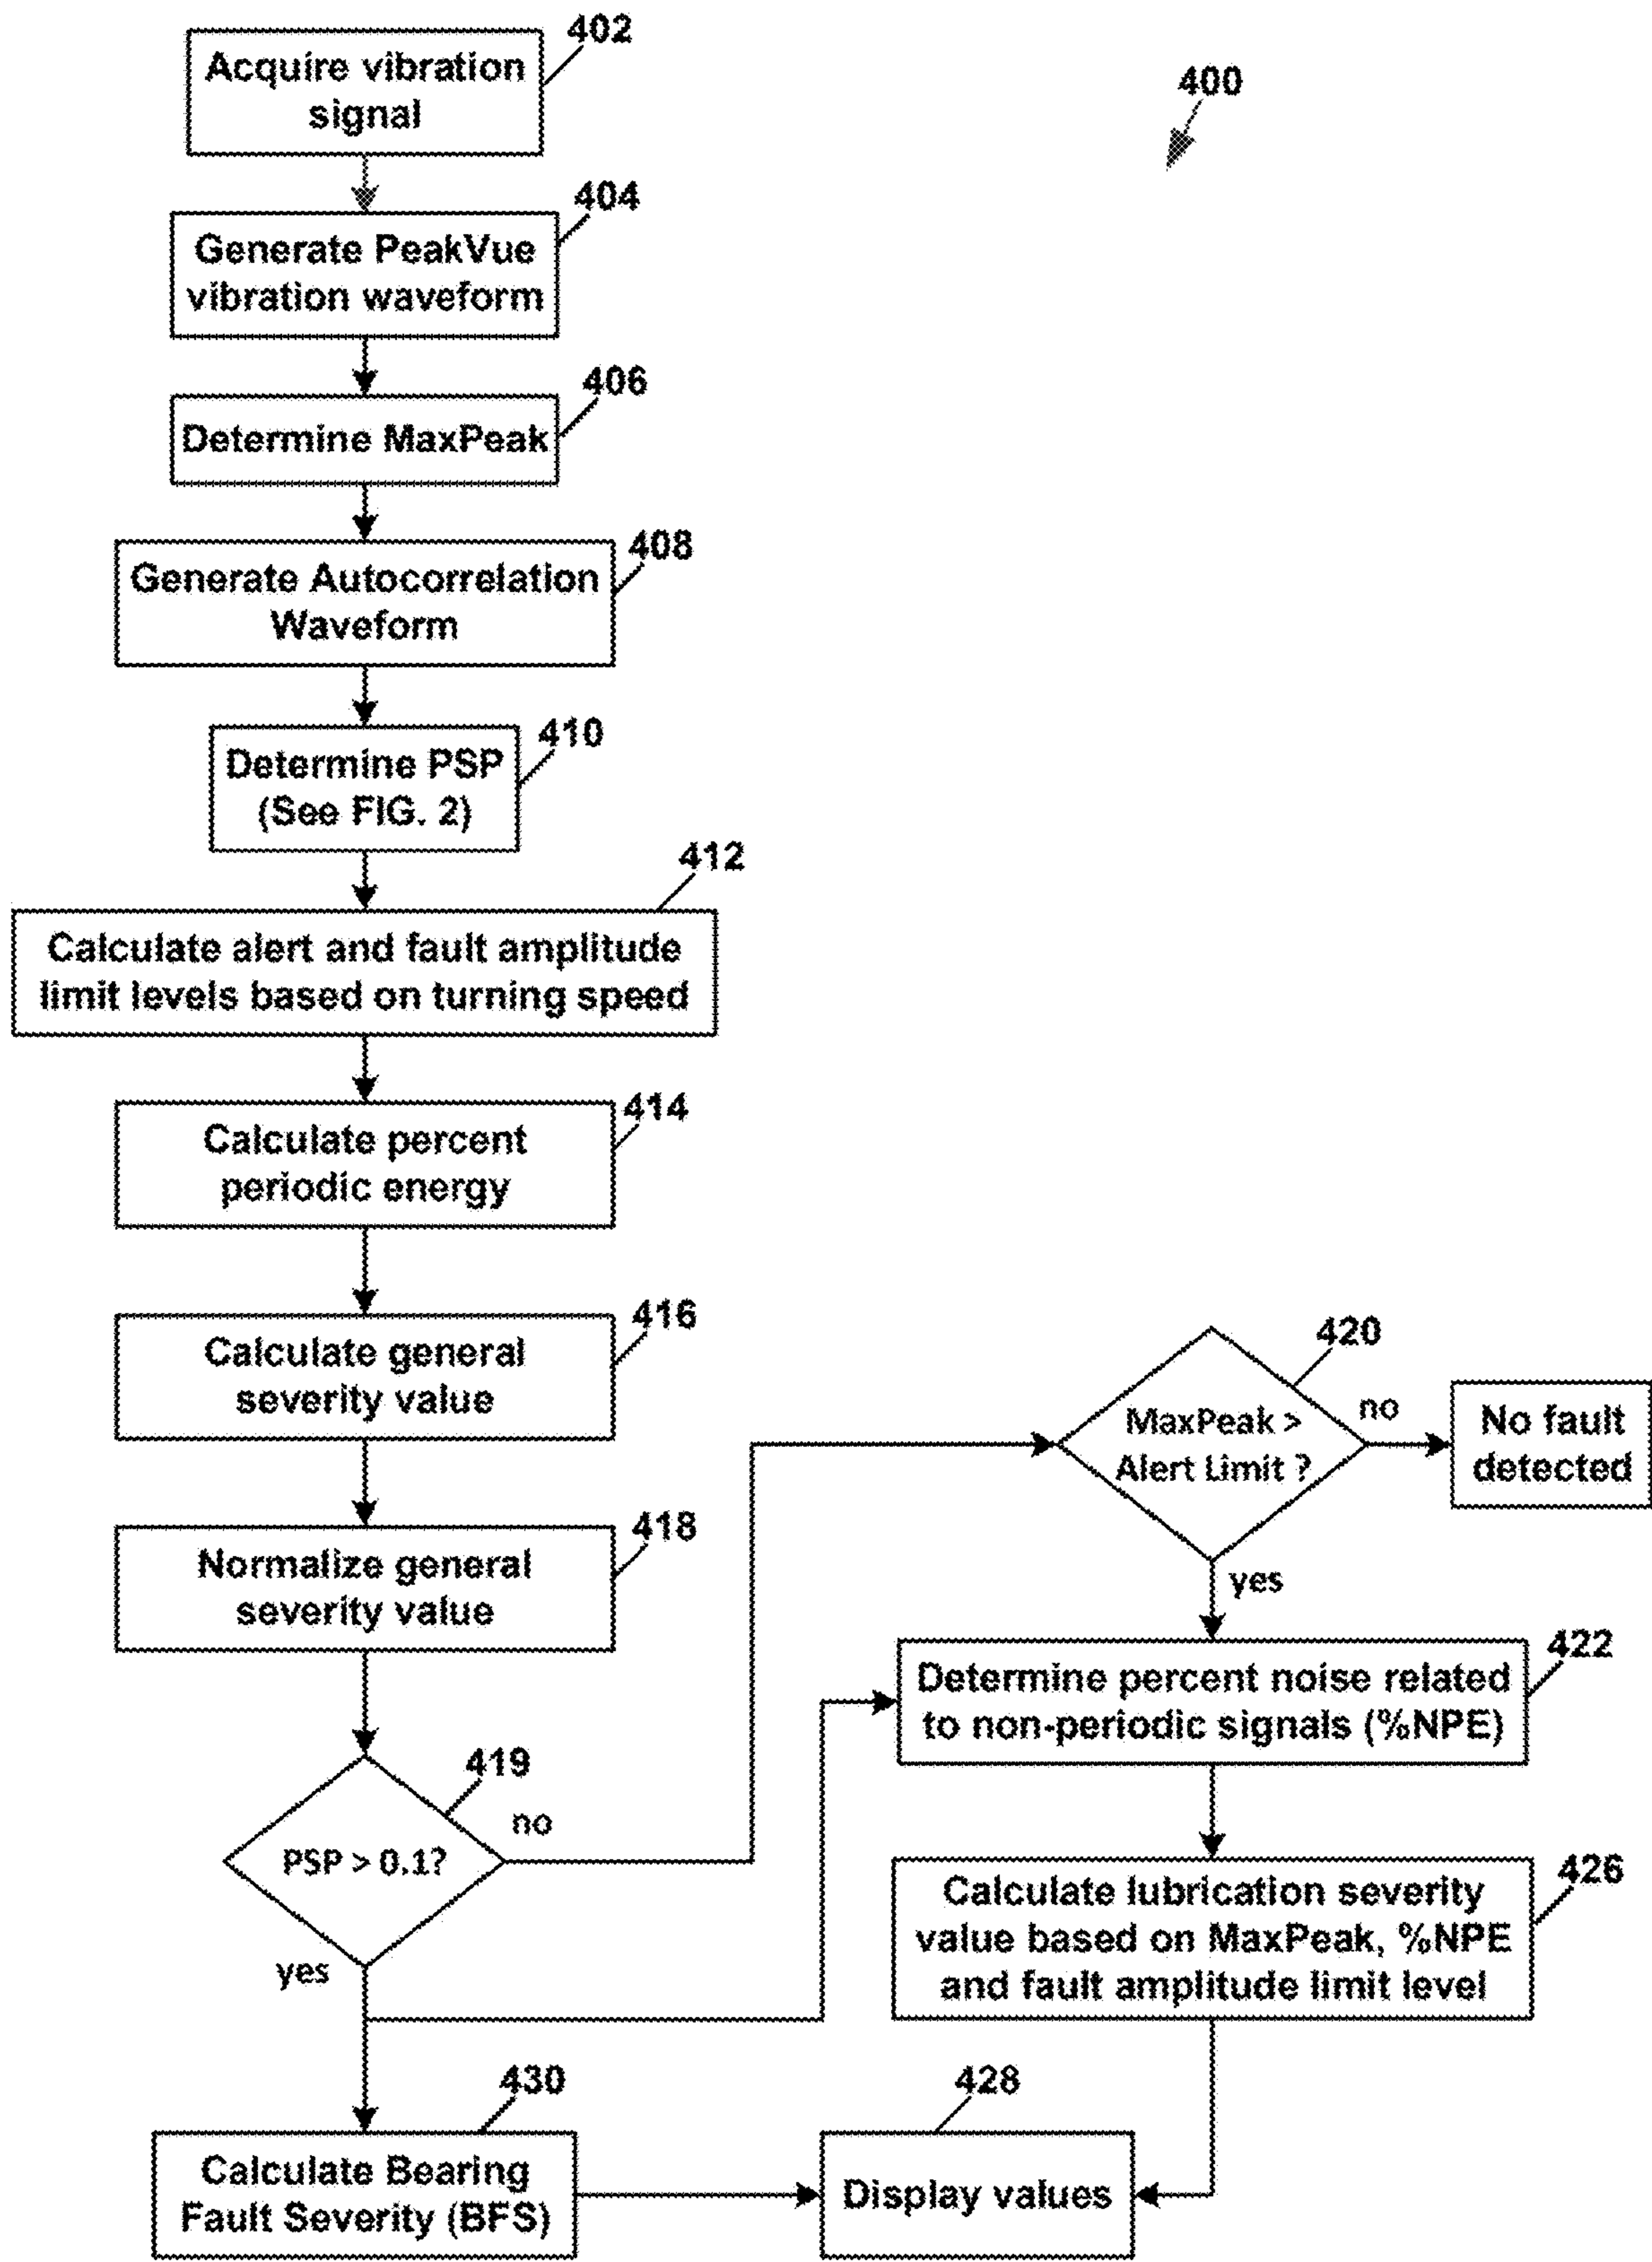 402
Acquire vibration
signal
400
404
Generate PeakVue
vibration waveform
406
Determine MaxPeak
408
Generate Autocorrelation
Waveform
410
Determine PSP
(See FIG. 2)
412
Calculate alert and fault amplitude
limit levels based on turning speed
414
Calculate percent
periodic energy
416
Calculate general
severity value
418
Normalize general
severity value
419
PSP > 0.1?
no
yes
420
MaxPeak >
Alert Limit ?
no
No fault
detected
yes
422
Determine percent noise related
to non-periodic signals (%NPE)
426
Calculate lubrication severity
value based on MaxPeak, %NPE
and fault amplitude limit level
430
Calculate Bearing
Fault Severity (BFS)
428
Display values